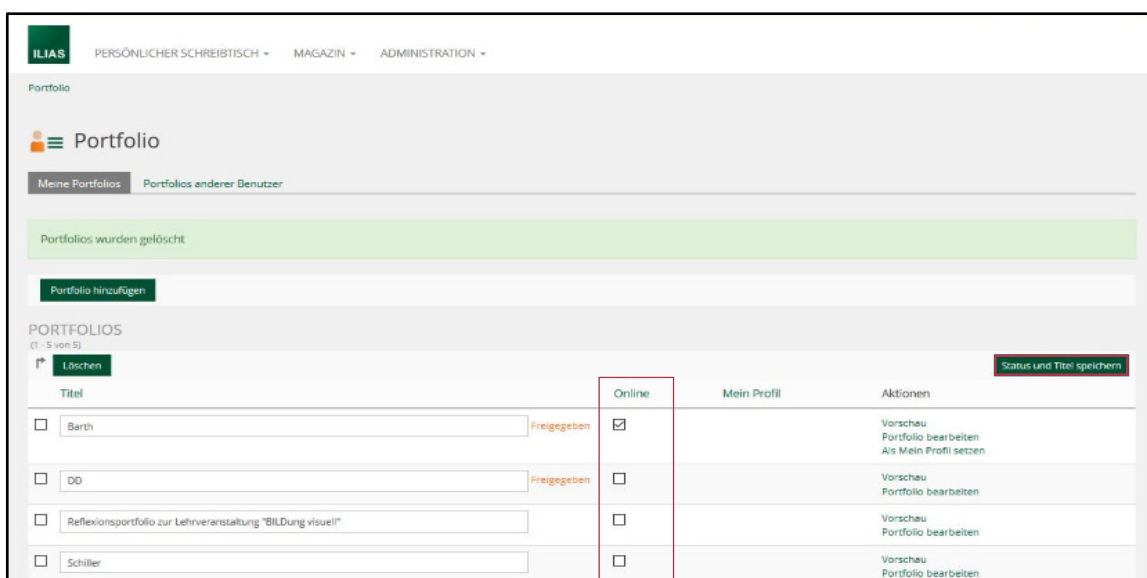 ILIAS
PERSÖNLICHER SCHREIBTISCH
MAGAZIN
ADMINISTRATION
Portfolio
Portfolio
Meine Portfolios
Portfolios anderer Benutzer
Portfolios wurden gelöscht
Portfolio hinzufügen
PORTFOLIOS
(1 - 5 von 5)
Löschen
Status und Titel speichern
Titel
Online
Mein Profil
Aktionen
Barth
Freigegeben
Vorschau
Portfolio bearbeiten
Als Mein Profil setzen
DD
Freigegeben
Vorschau
Portfolio bearbeiten
Reflexionsportfolio zur Lehrveranstaltung "BILDung visuell"
Vorschau
Portfolio bearbeiten
Schiller
Vorschau
Portfolio bearbeiten